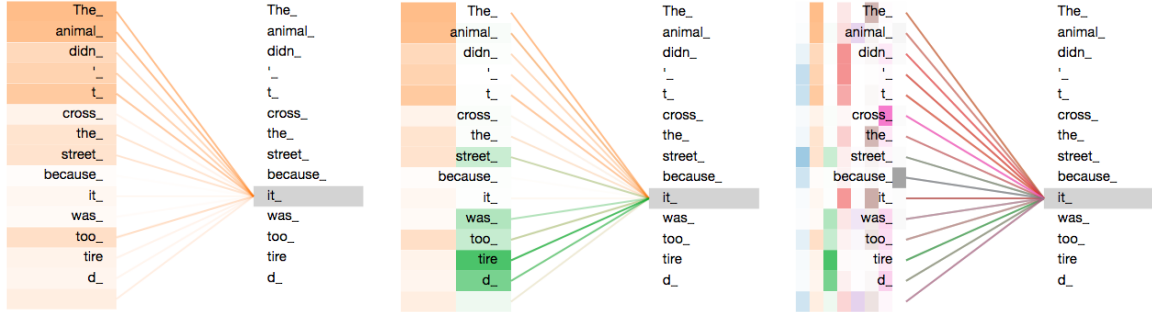 The_ The_ The_ The_ The_ The_
animal_ animal_ animal_ animal_ animal_ animal_
didn_ didn_ didn_ didn_ didn_ didn_
'_ '_ '_ '_ '_ '_
t_ t_ t_ t_ t_ t_
cross_ cross_ cross_ cross_ cross_ cross_
the_ the_ the_ the_ the_ the_
street_ street_ street_ street_ street_ street_
because_ because_ because_ because_ because_ because_
it_ it_ it_ it_ it_ it_
was_ was_ was_ was_ was_ was_
too_ too_ too_ too_ too_ too_
tire tire tire tire tire tire
d_ d_ d_ d_ d_ d_